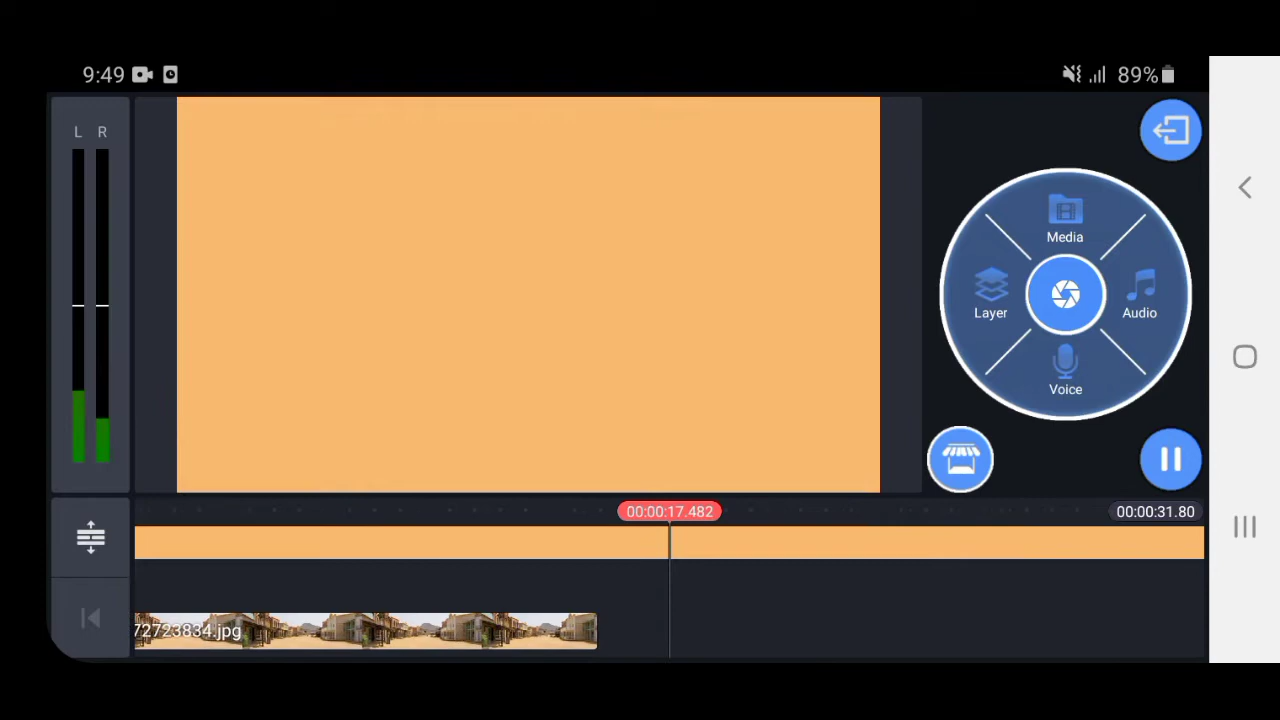 9:49
89%
L R
Media
Layer
Audio
Voice
00:00:17.482
00:00:31.80
72723834.jpg